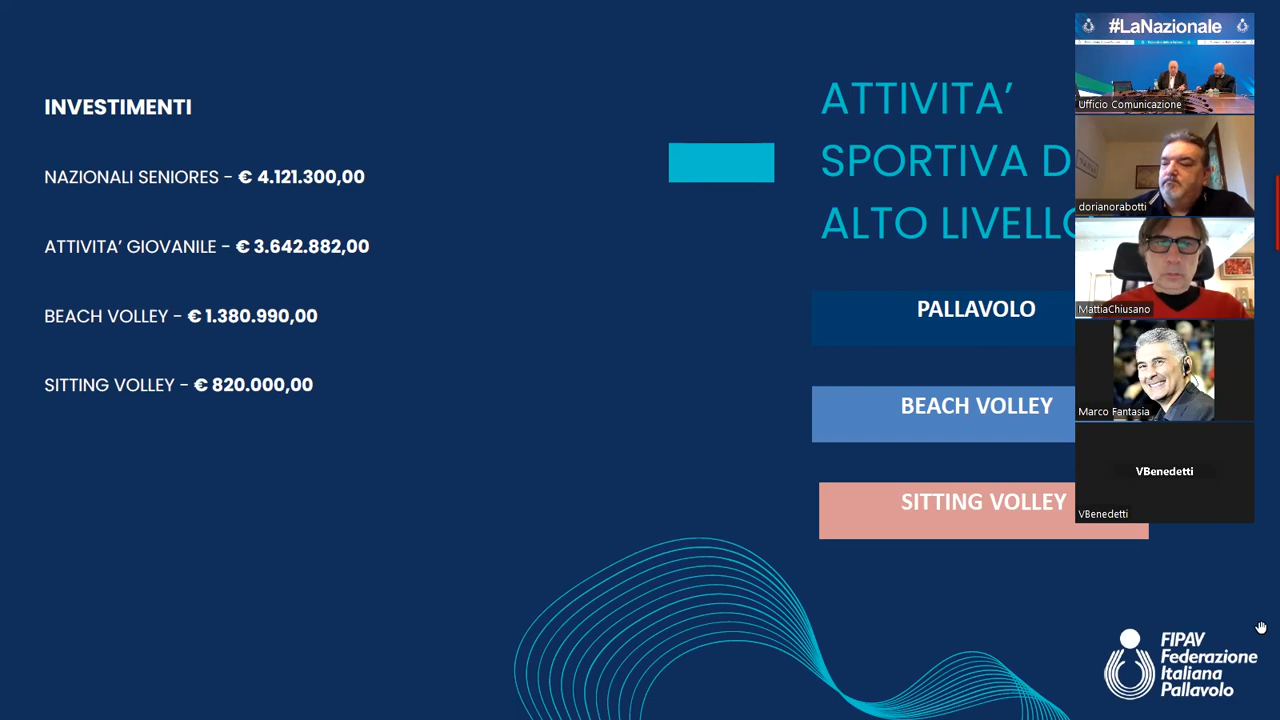 INVESTIMENTI
NAZIONALI SENIORES – € 4.121.300,00
ATTIVITA’ GIOVANILE – € 3.642.882,00
BEACH VOLLEY – € 1.380.990,00
SITTING VOLLEY – € 820.000,00
ATTIVITA’
SPORTIVA D
ALTO LIVELLO
PALLAVOLO
BEACH VOLLEY
SITTING VOLLEY
#LaNazionale
Ufficio Comunicazione
dorianorabotti
MattiaChiusano
Marco Fantasia
VBenedetti
VBenedetti
FIPAV
Federazione
Italiana
Pallavolo